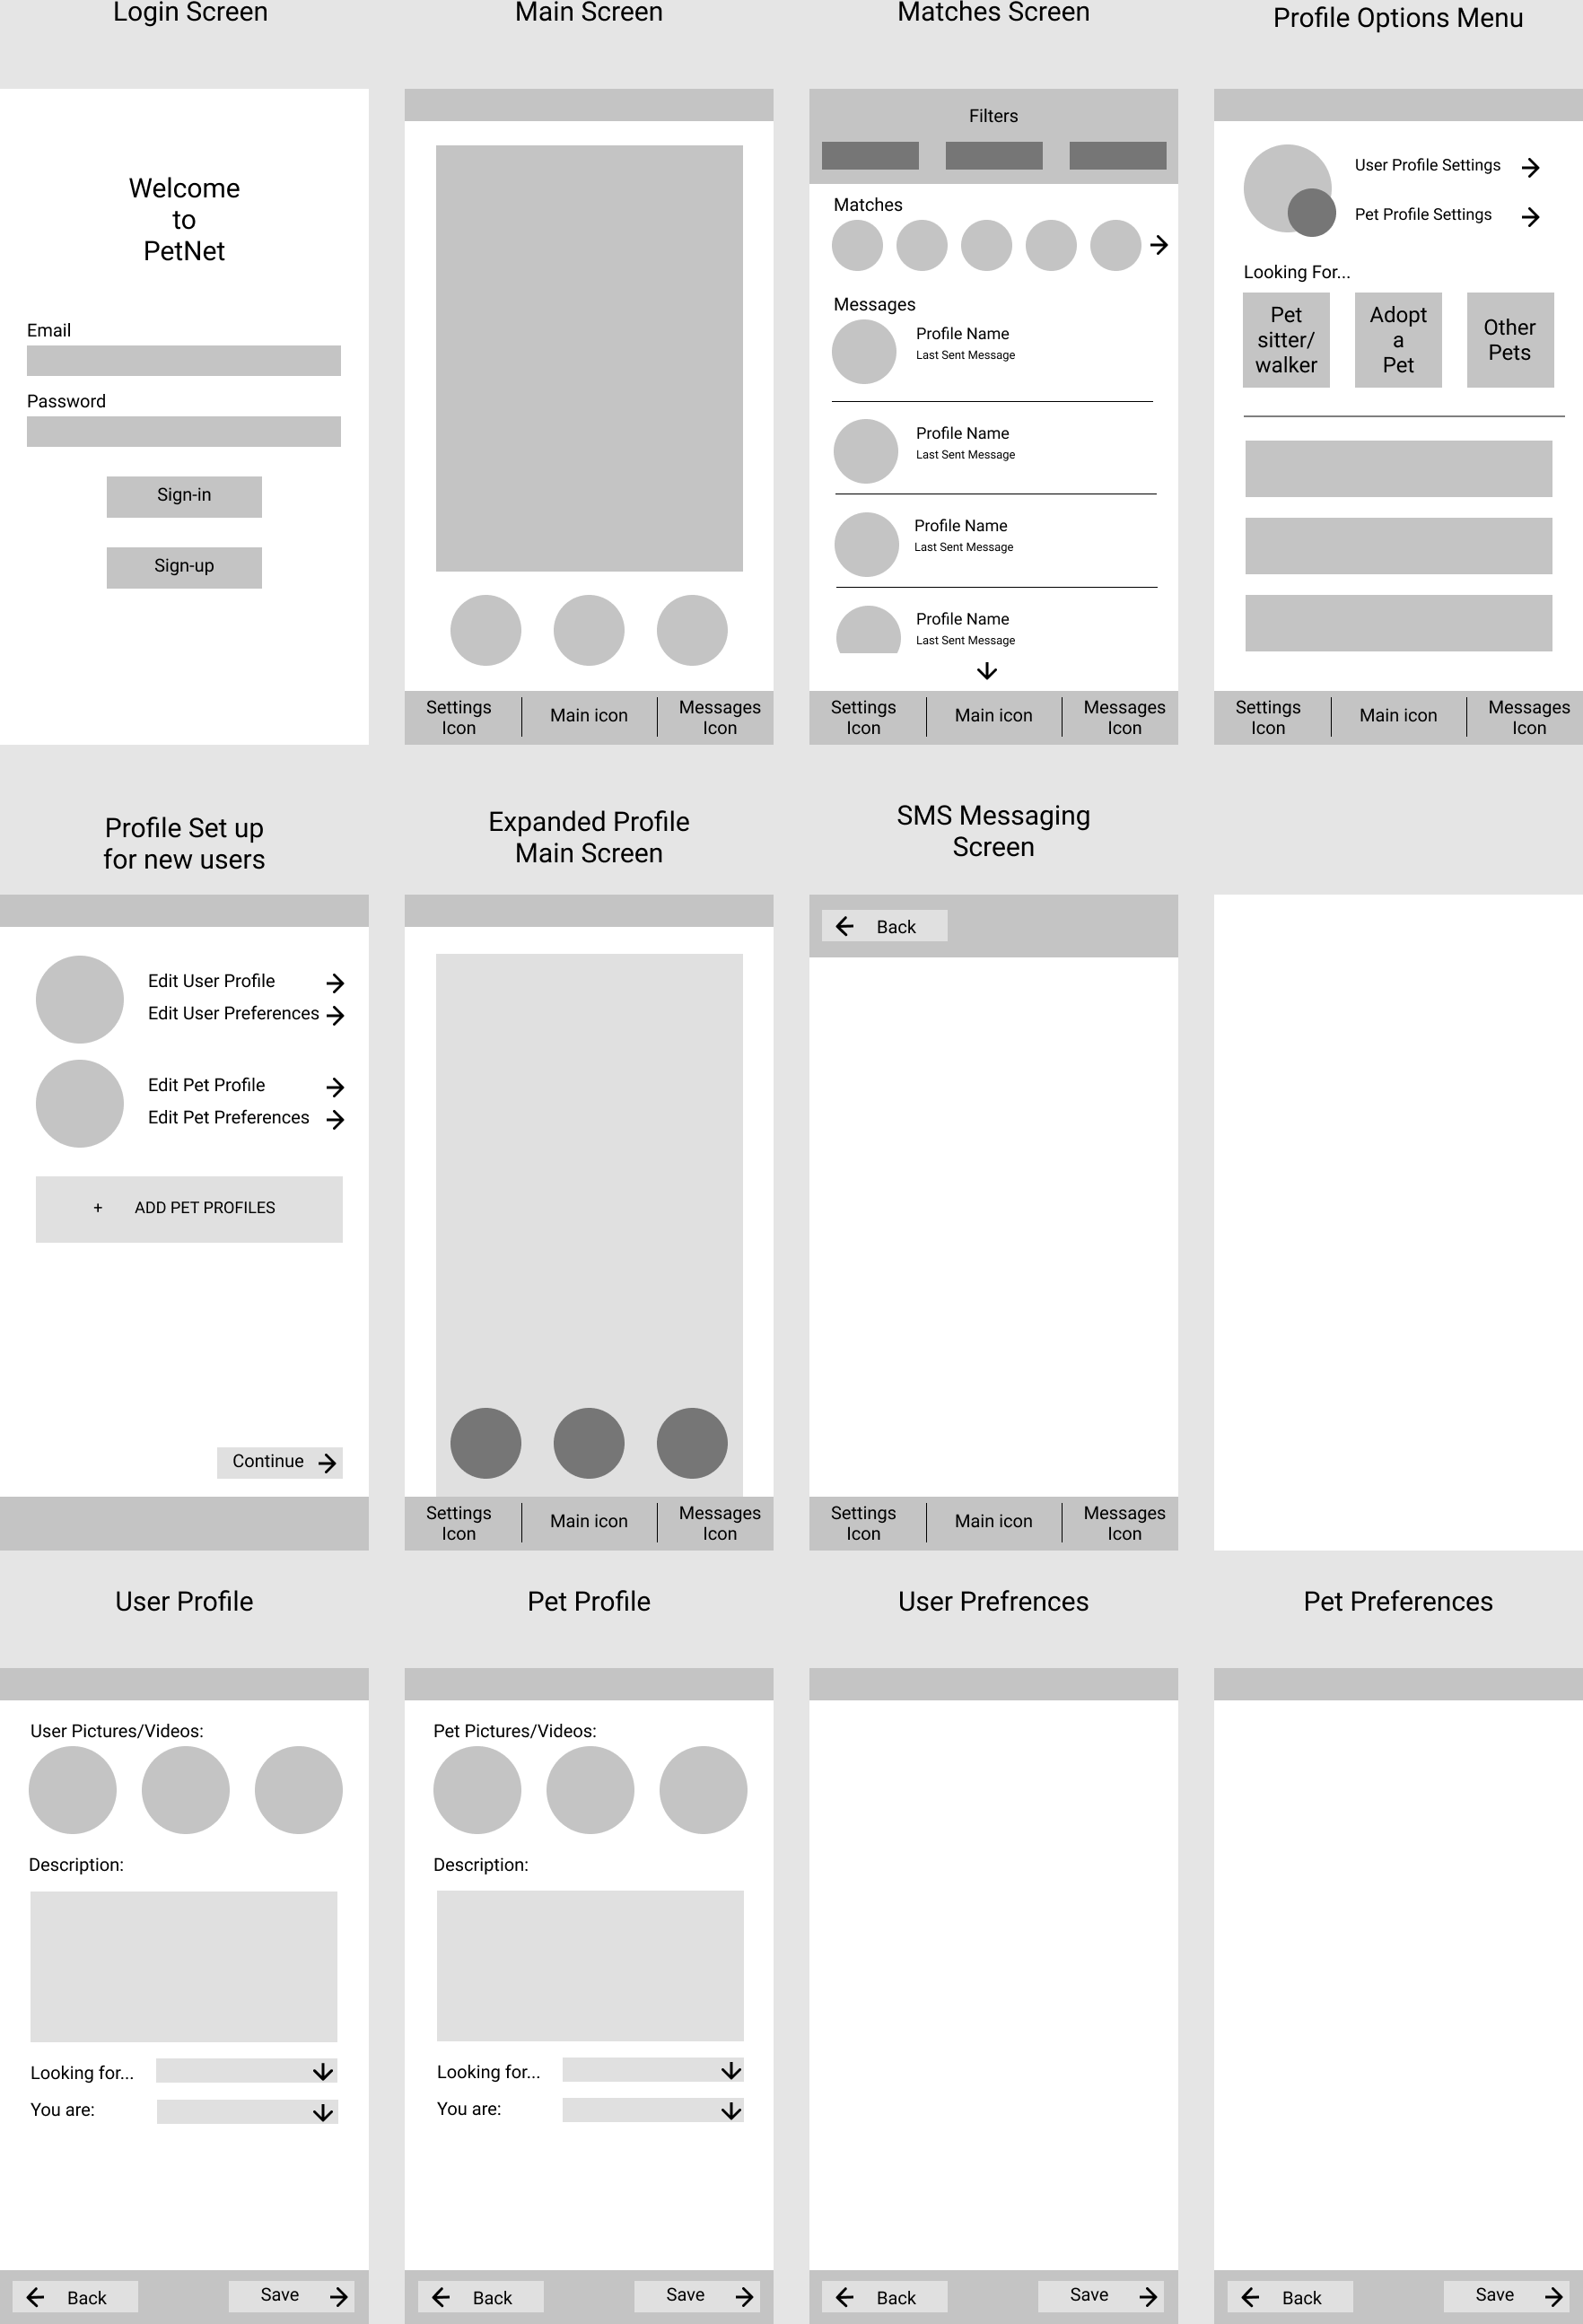 Login Screen
Main Screen
Matches Screen
Profile Options Menu
Welcome
to
PetNet
Email
Password
Sign-in
Sign-up
Settings
Icon
Main icon
Messages
Icon
Filters
Matches
Messages
Profile Name
Last Sent Message
Profile Name
Last Sent Message
Profile Name
Last Sent Message
Profile Name
Last Sent Message
Settings
Icon
Main icon
Messages
Icon
User Profile Settings
Pet Profile Settings
Looking For...
Pet
sitter/
walker
Adopt
a
Pet
Other
Pets
Settings
Icon
Main icon
Messages
Icon
Profile Set up
for new users
Expanded Profile
Main Screen
SMS Messaging
Screen
Edit User Profile
Edit User Preferences
Edit Pet Profile
Edit Pet Preferences
+ ADD PET PROFILES
Continue
Settings
Icon
Main icon
Messages
Icon
Back
Settings
Icon
Main icon
Messages
Icon
User Profile
Pet Profile
User Prefrences
Pet Preferences
User Pictures/Videos:
Description:
Looking for...
You are:
Back
Save
Pet Pictures/Videos:
Description:
Looking for...
You are:
Back
Save
Back
Save
Back
Save